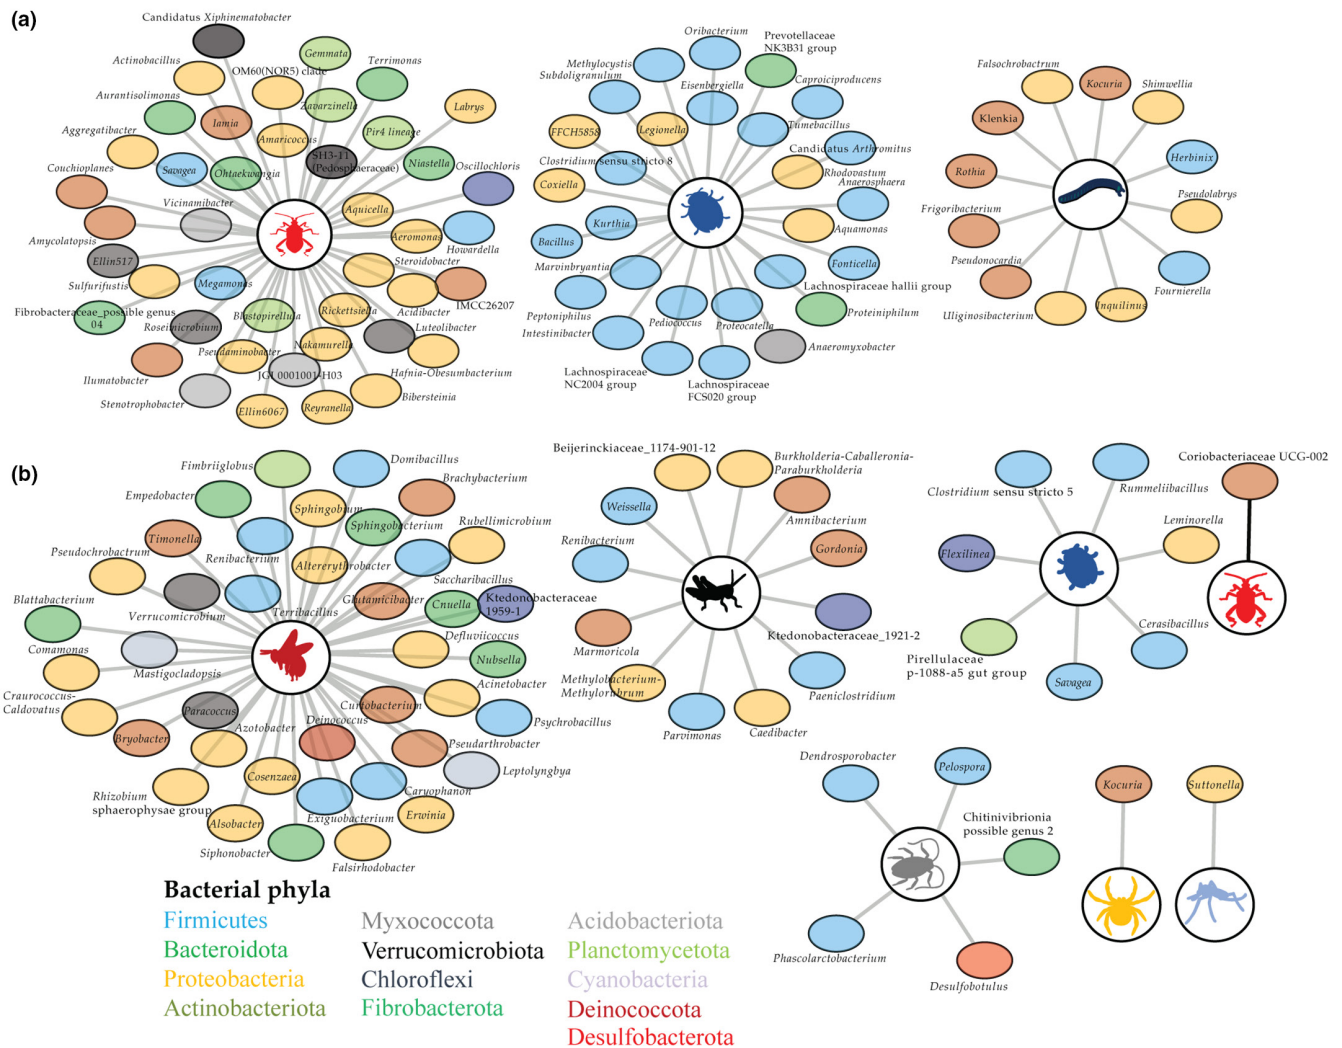 (a)
Candidatus Xiphinematobacter
Gemmata
Actinobacillus
OM60(NOR5) clade
Terrimonas
Aurantisolimonas
Zavarzinella
Labrys
Iamia
Aggregatibacter
Amaricoccus
Pir4 lineage
SH3-11
(Pedosphaeraceae)
Couchioplanes
Savagea
Ohtaekwangia
Niastella
Oscillochloris
Vicinamibacter
Aquicella
Amycolatopsis
Aeromonas
Howardella
Ellin517
Steroidobacter
Sulfurifustis
Megamonas
IMCC26207
Fibrobacteraceae_possible genus
04
Blastopirellula
Rickettsiella
Acidibacter
Roseimicrobium
Luteolibacter
Pseudaminobacter
Nakamurella
Ilumatobacter
JGI_0001001-H03
Hafnia-Obesumbacterium
Stenotrophobacter
Bibersteinia
Ellin6067
Reyranella
Oribacterium
Prevotellaceae
NK3B31 group
Methylocystis
Subdoligranulum
Eisenbergiella
Caproiciproducens
FFCH5858
Legionella
Tumebacillus
Candidatus Arthromitus
Clostridium sensu stricto 8
Rhodovastum
Coxiella
Anaerosphaera
Kurthia
Aquamonas
Bacillus
Fonticella
Marvinbryantia
Lachnospiraceae hallii group
Peptoniphilus
Proteiniphilum
Intestinibacter
Pediococcus
Proteocatella
Anaeromyxobacter
Lachnospiraceae
NC2004 group
Lachnospiraceae
FCS020 group
Falsochrobactrum
Kocuria
Shimwellia
Klenkia
Herbinix
Rothia
Pseudolabrys
Frigoribacterium
Pseudonocardia
Fournierella
Uliginosibacterium
Inquilinus
(b)
Fimbriiglobus
Domibacillus
Empedobacter
Brachybacterium
Sphingobium
Sphingobacterium
Timonella
Rubellimicrobium
Pseudochrobactrum
Renibacterium
Altererythrobacter
Saccharibacillus
Blattabacterium
Verrucomicrobium
Terribacillus
Glutamicibacter
Cnuella
Ktedonobacteraceae
1959-1
Comamonas
Defluviicoccus
Mastigocladopsis
Nubsella
Craurococcus-
Caldovatus
Acinetobacter
Paracoccus
Curtobacterium
Azotobacter
Deinococcus
Psychrobacillus
Bryobacter
Pseudarthrobacter
Cosenzaea
Leptolyngbya
Rhizobium
sphaerophysae group
Caryophanon
Alsobacter
Exiguobacterium
Erwinia
Siphonobacter
Falsirhodobacter
Beijerinckiaceae_1174-901-12
Burkholderia-Caballeronia-
Paraburkholderia
Weissella
Amnibacterium
Renibacterium
Gordonia
Marmoricola
Ktedonobacteraceae_1921-2
Methylobacterium-
Methylorubrum
Paeniclostridium
Parvimonas
Caedibacter
Clostridium sensu stricto 5
Rummeliibacillus
Coriobacteriaceae UCG-002
Leminorella
Flexilinea
Cerasibacillus
Pirellulaceae
p-1088-a5 gut group
Savagea
Dendrosporobacter
Pelospora
Chitinivibrionia
possible genus 2
Phascolarctobacterium
Desulfobotulus
Kocuria
Suttonella
Bacterial phyla
Firmicutes
Bacteroidota
Proteobacteria
Actinobacteriota
Myxococcota
Verrucomicrobiota
Chloroflexi
Fibrobacterota
Acidobacteriota
Planctomycetota
Cyanobacteria
Deinococcota
Desulfobacterota